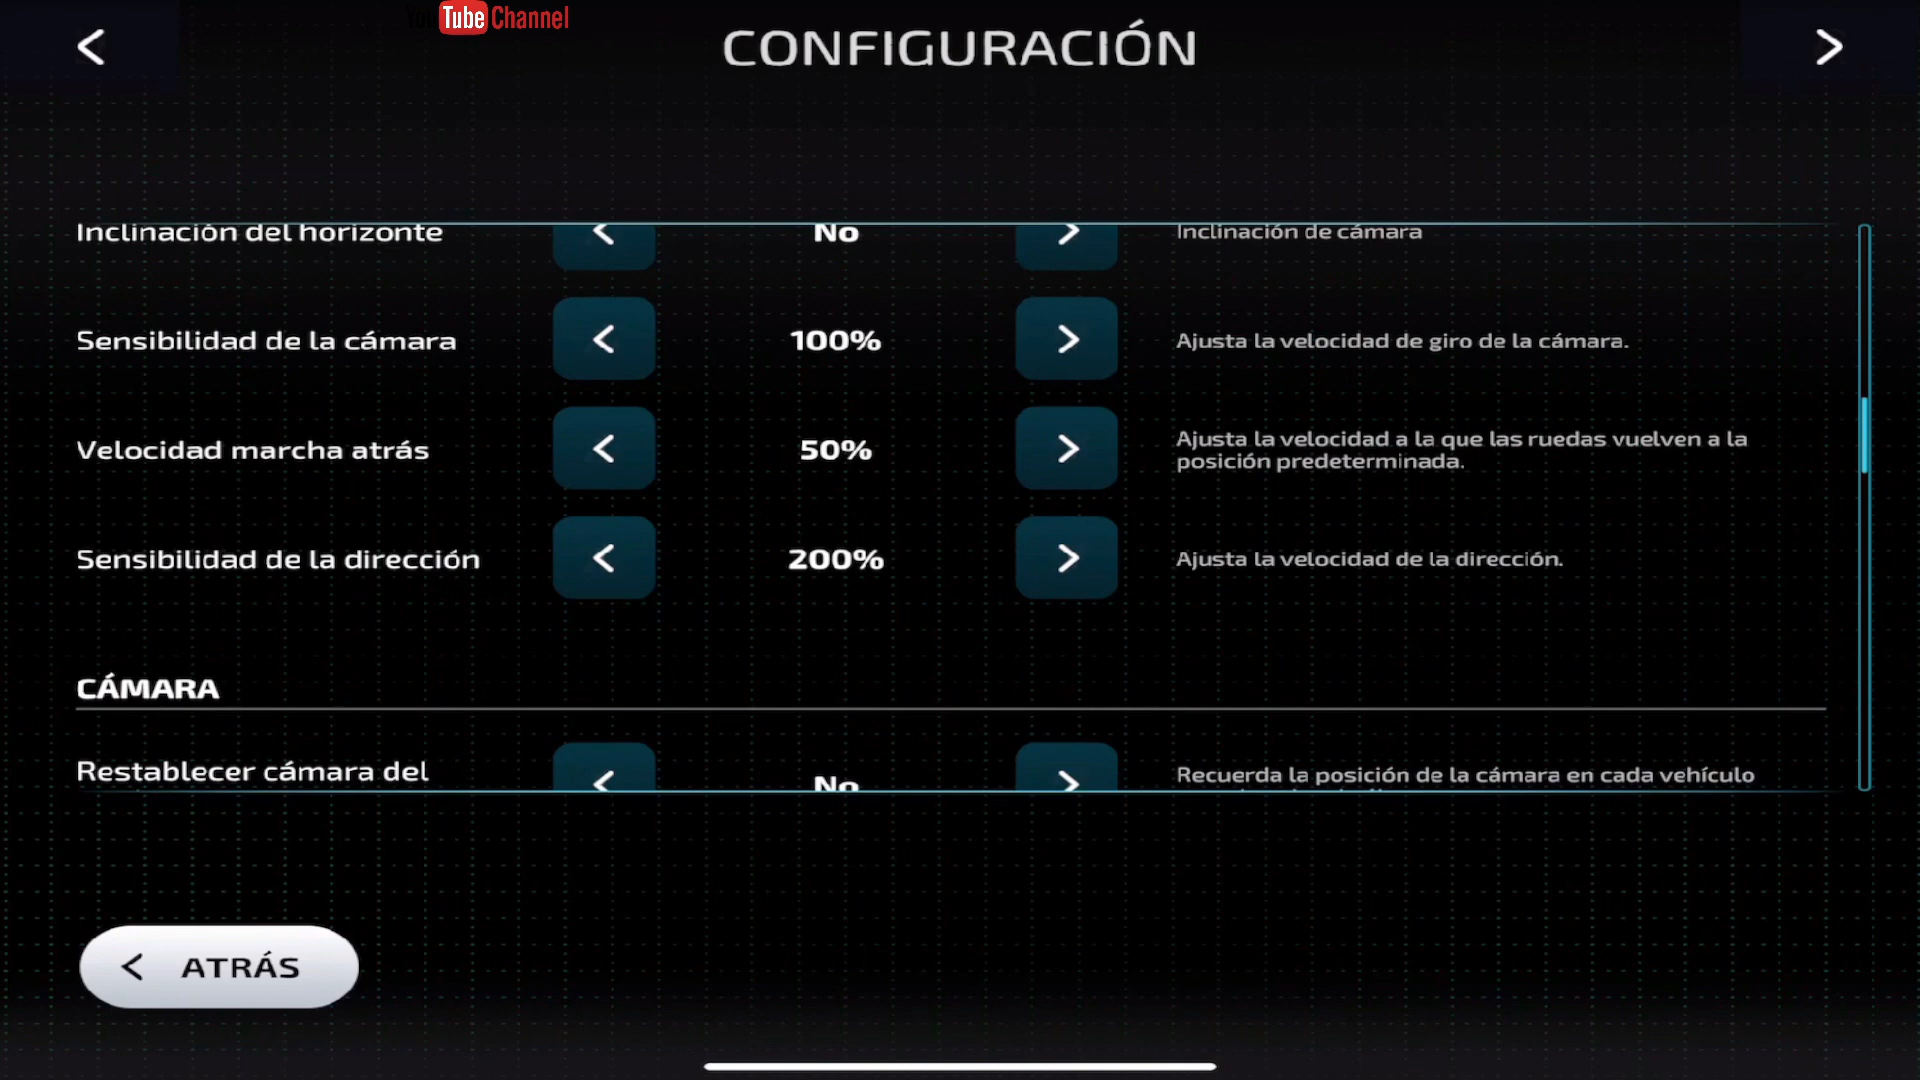 YouTube Channel
CONFIGURACIÓN
Inclinación del horizonte
No
Inclinación de cámara
Sensibilidad de la cámara
100%
Ajusta la velocidad de giro de la cámara.
Velocidad marcha atrás
50%
Ajusta la velocidad a la que las ruedas vuelven a la
posición predeterminada.
Sensibilidad de la dirección
200%
Ajusta la velocidad de la dirección.
CÁMARA
Restablecer cámara del
No
Recuerda la posición de la cámara en cada vehículo
ATRÁS